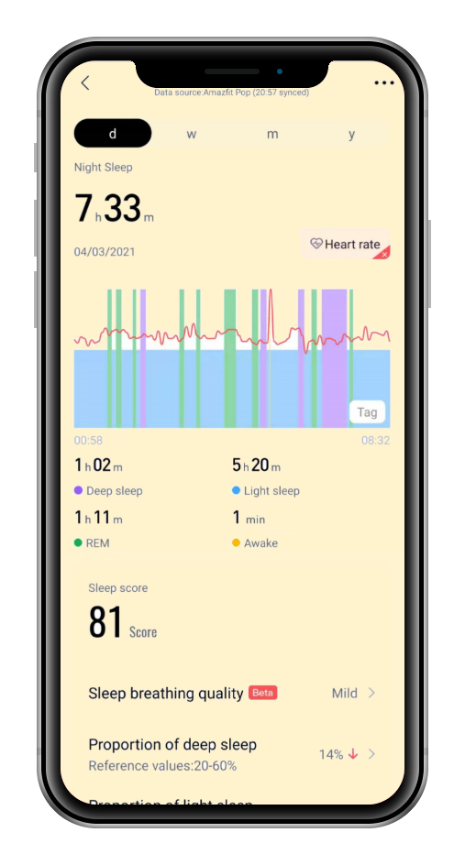 Data source:Amazfit Pop (20:57 synced)
d w m y
Night Sleep
7 h 33 m
04/03/2021
Heart rate
Tag
00:58 08:32
1 h 02 m 5 h 20 m
Deep sleep Light sleep
1 h 11 m 1 min
REM Awake
Sleep score
81 Score
Sleep breathing quality Beta Mild
Proportion of deep sleep
14%
Reference values:20-60%
Proportion of light sleep